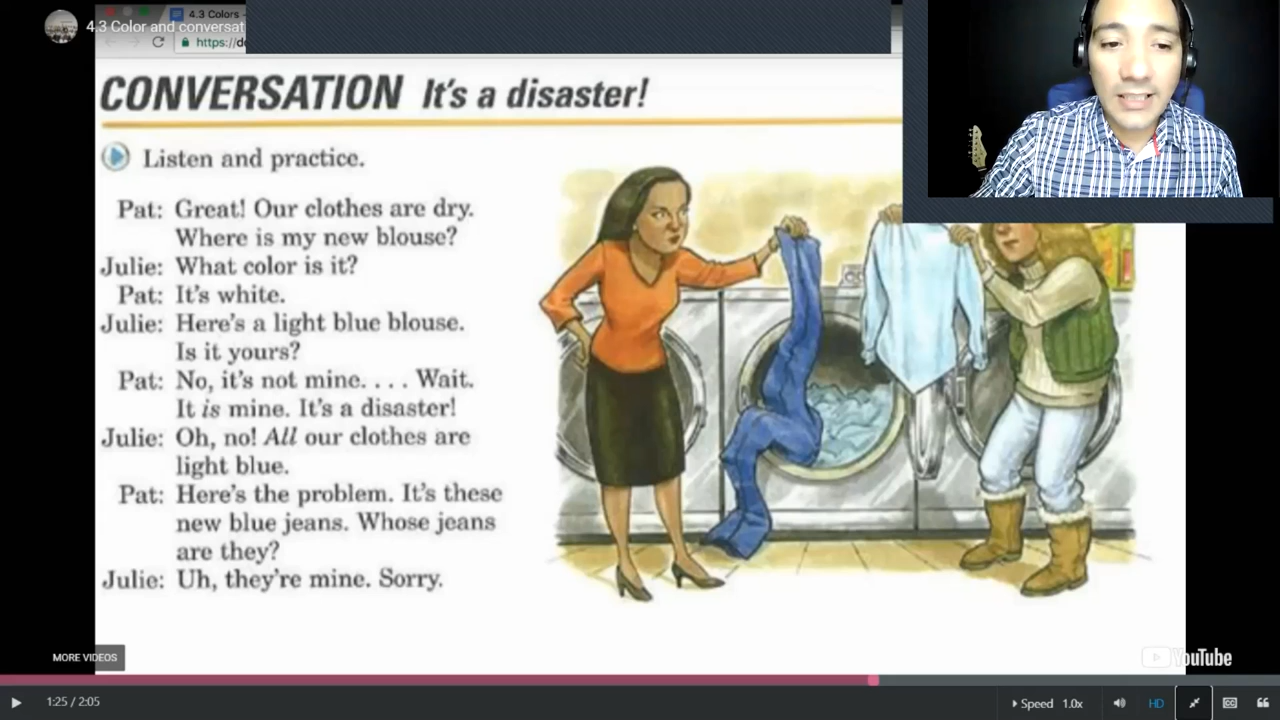 4.3 Colors -
4.3 Color and conversat
https://d
CONVERSATION It's a disaster!
Listen and practice.
Pat: Great! Our clothes are dry.
Where is my new blouse?
Julie: What color is it?
Pat: It's white.
Julie: Here's a light blue blouse.
Is it yours?
Pat: No, it's not mine. . . . Wait.
It is mine. It's a disaster!
Julie: Oh, no! All our clothes are
light blue.
Pat: Here's the problem. It's these
new blue jeans. Whose jeans
are they?
Julie: Uh, they're mine. Sorry.
MORE VIDEOS
YouTube
1:25 / 2:05
Speed 1.0x
HD
CC